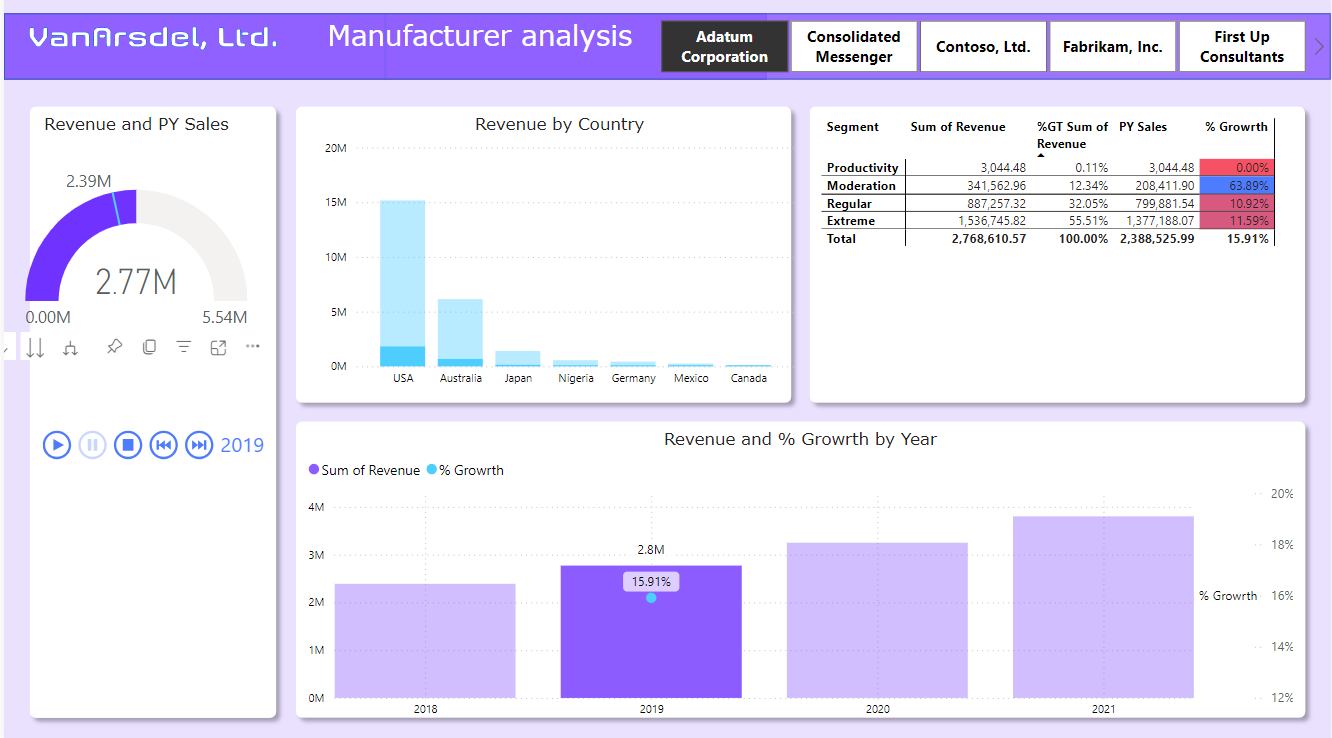 VanArsdel, Ltd.
Manufacturer analysis
Adatum
Corporation
Consolidated
Messenger
Contoso, Ltd.
Fabrikam, Inc.
First Up
Consultants
Revenue and PY Sales
2.39M
2.77M
0.00M 5.54M
2019
Revenue by Country
20M
15M
10M
5M
0M
USA Australia Japan Nigeria Germany Mexico Canada
Segment Sum of Revenue %GT Sum of PY Sales % Growrth
Revenue
Productivity 3,044.48 0.11% 3,044.48 0.00%
Moderation 341,562.96 12.34% 208,411.90 63.89%
Regular 887,257.32 32.05% 799,881.54 10.92%
Extreme 1,536,745.82 55.51% 1,377,188.07 11.59%
Total 2,768,610.57 100.00% 2,388,525.99 15.91%
Revenue and % Growrth by Year
Sum of Revenue % Growrth
4M
3M
2M
1M
0M
2.8M
15.91%
20%
18%
16%
14%
12%
% Growrth
2018 2019 2020 2021